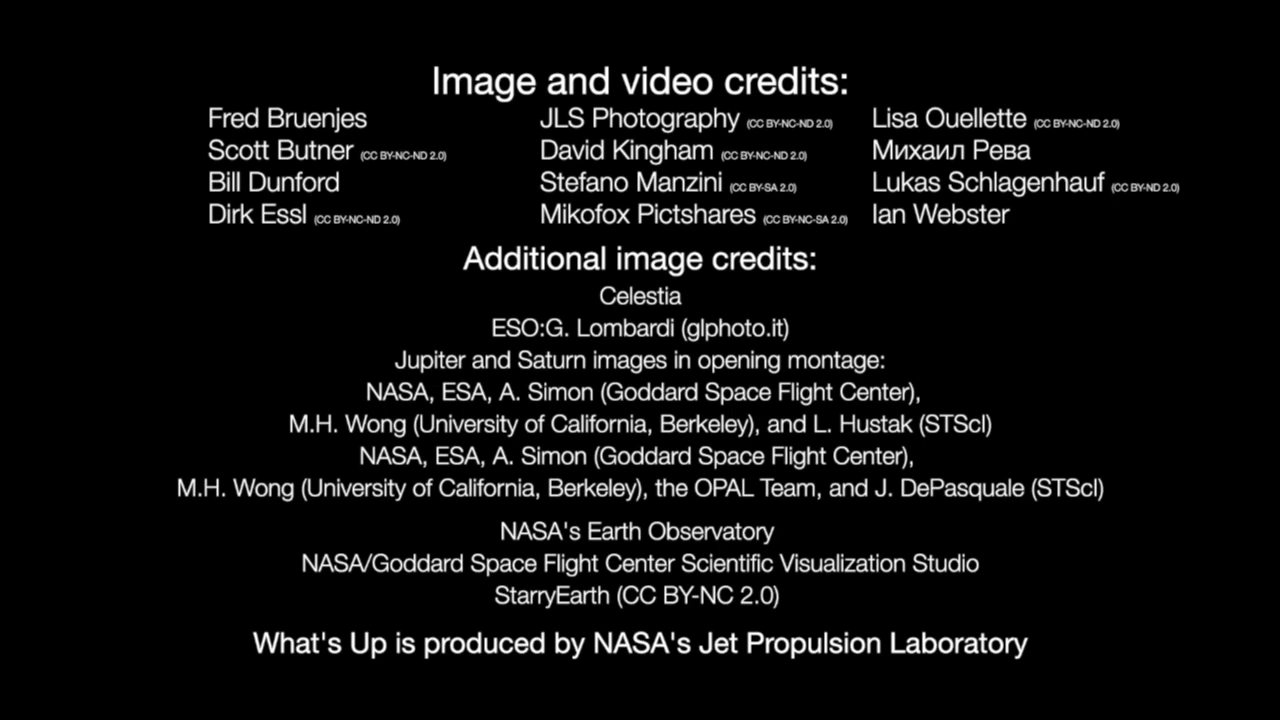 Image and video credits:
Fred Bruenjes
Scott Butner (CC BY-NC-ND 2.0)
Bill Dunford
Dirk Essl (CC BY-NC-ND 2.0)
JLS Photography (CC BY-NC-ND 2.0)
David Kingham (CC BY-NC-ND 2.0)
Stefano Manzini (CC BY-SA 2.0)
Mikofox Pictshares (CC BY-NC-SA 2.0)
Lisa Ouellette (CC BY-NC-ND 2.0)
Михаил Рева
Lukas Schlagenhauf (CC BY-ND 2.0)
Ian Webster
Additional image credits:
Celestia
ESO:G. Lombardi (glphoto.it)
Jupiter and Saturn images in opening montage:
NASA, ESA, A. Simon (Goddard Space Flight Center),
M.H. Wong (University of California, Berkeley), and L. Hustak (STScI)
NASA, ESA, A. Simon (Goddard Space Flight Center),
M.H. Wong (University of California, Berkeley), the OPAL Team, and J. DePasquale (STScI)
NASA's Earth Observatory
NASA/Goddard Space Flight Center Scientific Visualization Studio
StarryEarth (CC BY-NC 2.0)
What's Up is produced by NASA's Jet Propulsion Laboratory